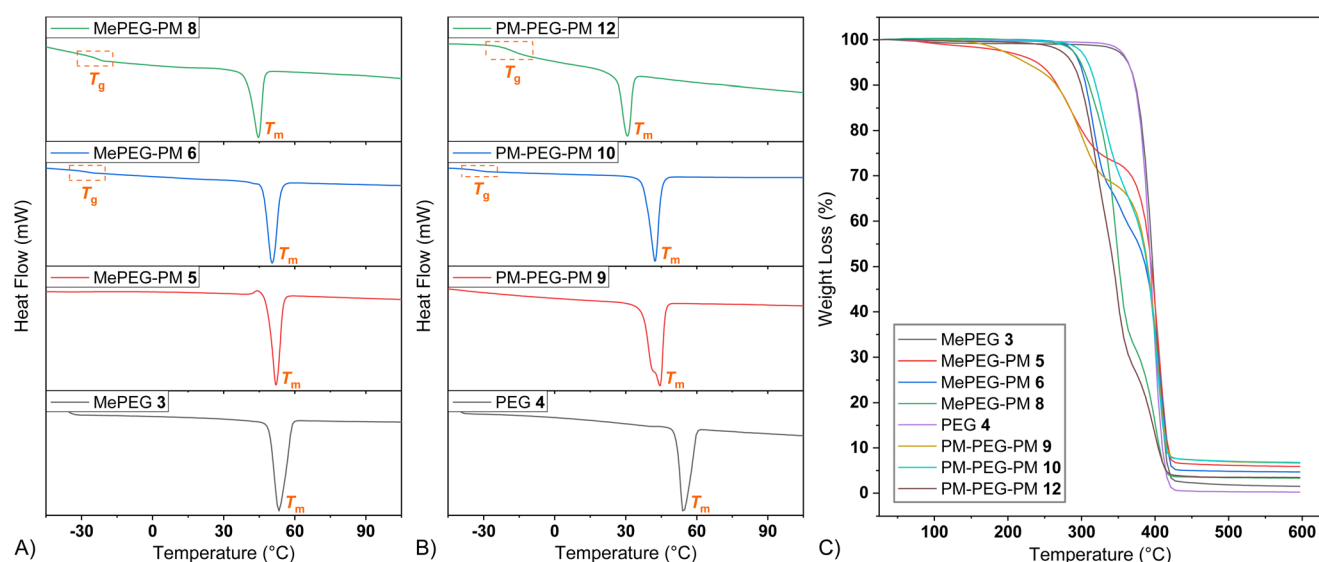 MePEG-PM 8
Tg
Tm
MePEG-PM 6
Tg
Tm
MePEG-PM 5
Tm
MePEG 3
Tm
Heat Flow (mW)
-30 0 30 60 90
Temperature (°C)
A)
PM-PEG-PM 12
Tg
Tm
PM-PEG-PM 10
Tg
Tm
PM-PEG-PM 9
Tm
PEG 4
Tm
Heat Flow (mW)
-30 0 30 60 90
Temperature (°C)
B)
100
90
80
70
60
50
40
30
20
10
0
Weight Loss (%)
MePEG 3
MePEG-PM 5
MePEG-PM 6
MePEG-PM 8
PEG 4
PM-PEG-PM 9
PM-PEG-PM 10
PM-PEG-PM 12
100 200 300 400 500 600
Temperature (°C)
C)